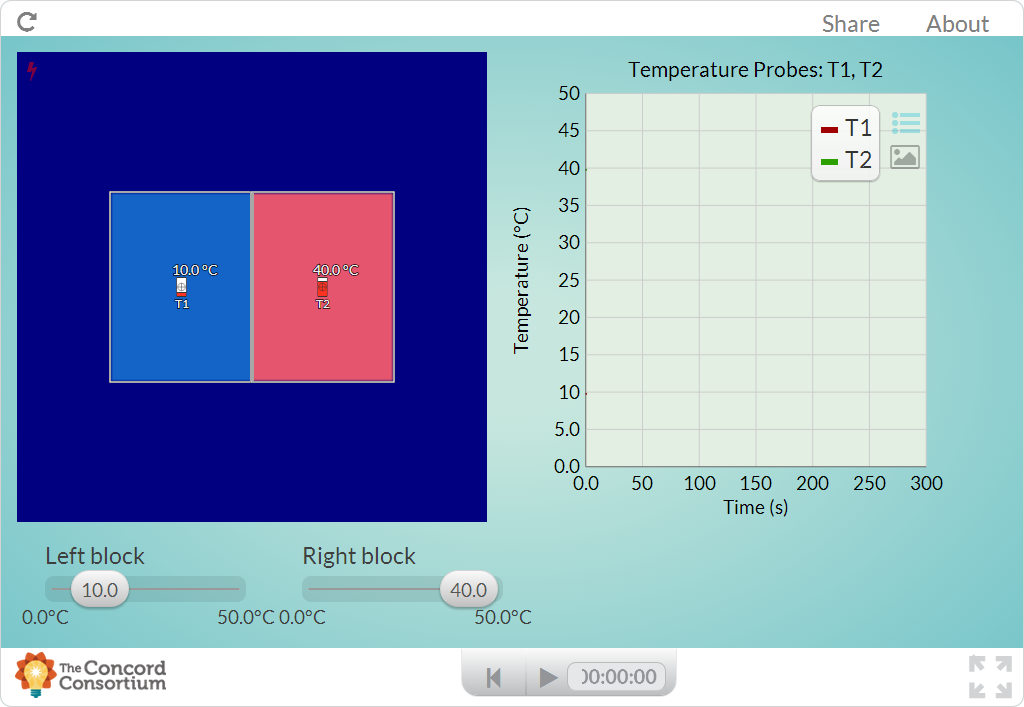 Share About
Temperature Probes: T1, T2
50
45
40
35
30
25
20
15
10
5.0
0.0
Temperature (°C)
T1
T2
0.0 50 100 150 200 250 300
Time (s)
10.0 °C
T1
40.0 °C
T2
Left block
10.0
0.0°C 50.0°C
Right block
40.0
0.0°C 50.0°C
The Concord
Consortium
00:00:00